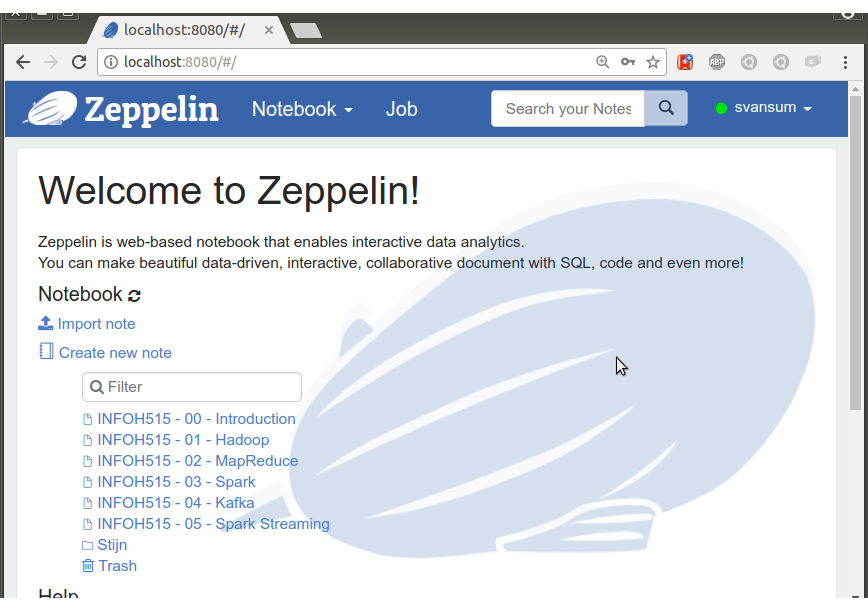 localhost:8080/#/
localhost:8080/#/
ABP
Zeppelin Notebook Job Search your Notes svansum
Welcome to Zeppelin!
Zeppelin is web-based notebook that enables interactive data analytics.
You can make beautiful data-driven, interactive, collaborative document with SQL, code and even more!
Notebook
Import note
Create new note
Filter
INFOH515 - 00 - Introduction
INFOH515 - 01 - Hadoop
INFOH515 - 02 - MapReduce
INFOH515 - 03 - Spark
INFOH515 - 04 - Kafka
INFOH515 - 05 - Spark Streaming
Stijn
Trash
Help